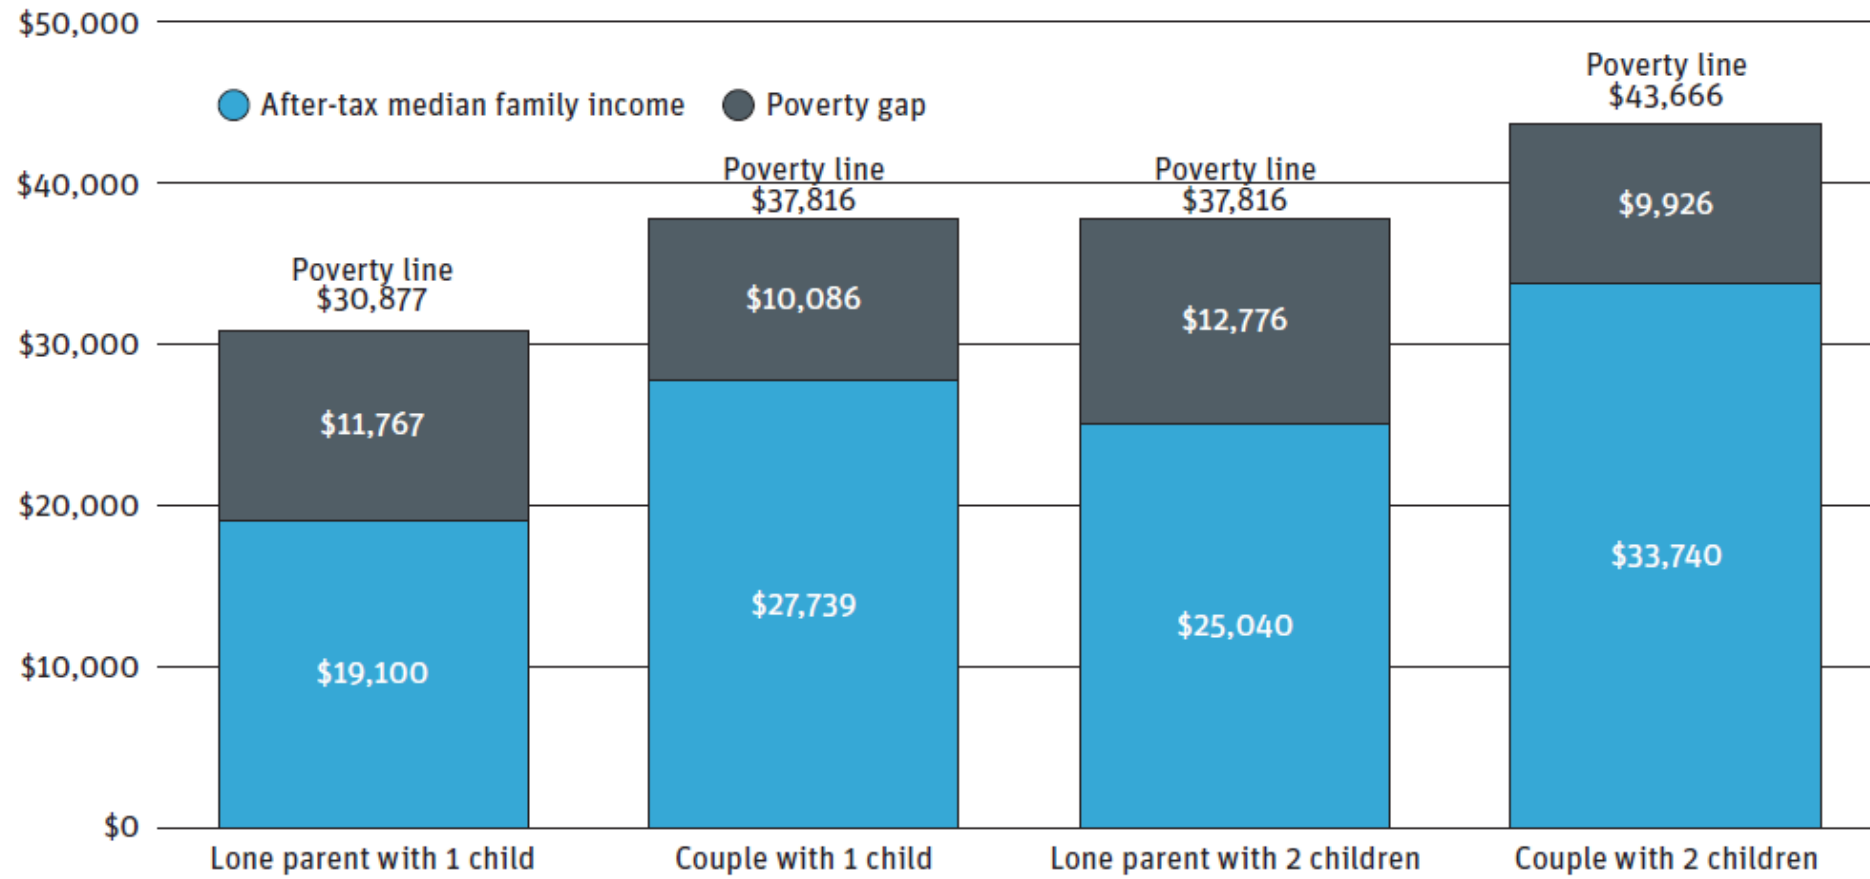 $50,000
$40,000
$30,000
$20,000
$10,000
$0
After-tax median family income
Poverty gap
Poverty line
$30,877
$11,767
$19,100
Poverty line
$37,816
$10,086
$27,739
Poverty line
$37,816
$12,776
$25,040
Poverty line
$43,666
$9,926
$33,740
Lone parent with 1 child
Couple with 1 child
Lone parent with 2 children
Couple with 2 children